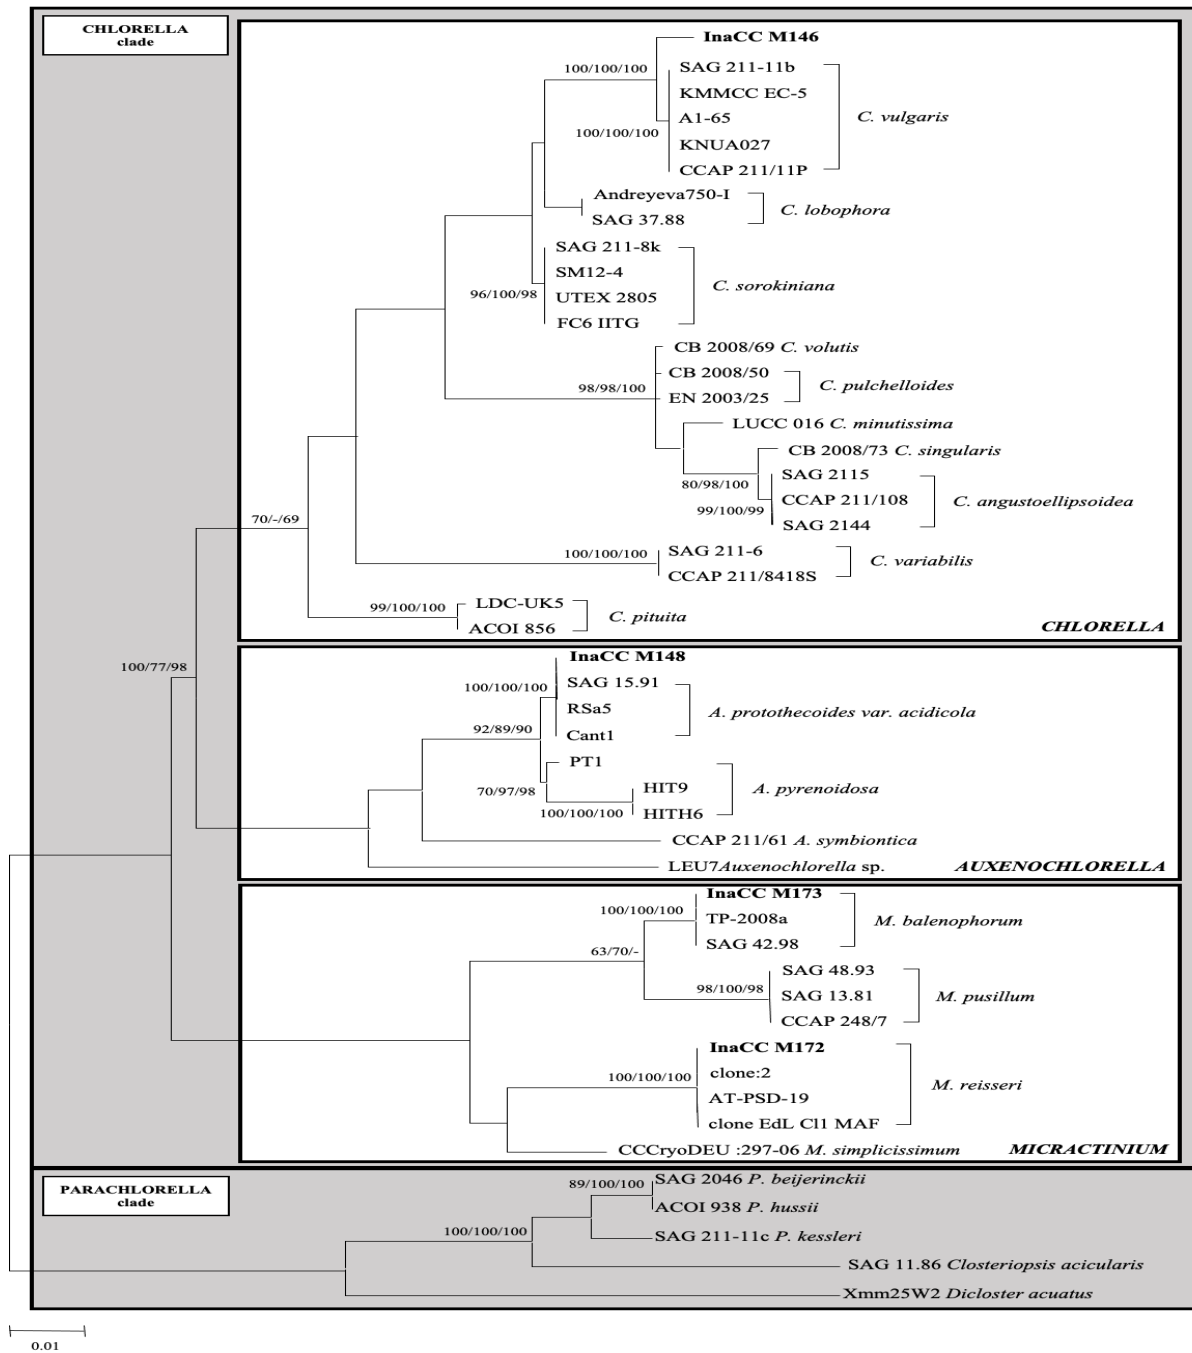 CHLORELLA
clade
InaCC M146
100/100/100
SAG 211-11b
KMMCC EC-5
A1-65
C. vulgaris
100/100/100
KNUA027
CCAP 211/11P
Andreyeva750-I
C. lobophora
SAG 37.88
SAG 211-8k
SM12-4
C. sorokiniana
96/100/98
UTEX 2805
FC6 IITG
CB 2008/69 C. volutis
CB 2008/50
C. pulchelloides
98/98/100
EN 2003/25
LUCC 016 C. minutissima
CB 2008/73 C. singularis
80/98/100
SAG 2115
CCAP 211/108
C. angustoellipsoidea
99/100/99
SAG 2144
70/-/69
100/100/100
SAG 211-6
C. variabilis
CCAP 211/8418S
99/100/100
LDC-UK5
C. pituita
ACOI 856
CHLORELLA
100/77/98
InaCC M148
100/100/100
SAG 15.91
RSa5
A. protothecoides var. acidicola
92/89/90
Cant1
PT1
70/97/98
HIT9
A. pyrenoidosa
100/100/100
HITH6
CCAP 211/61 A. symbiontica
LEU7Auxenochlorella sp.
AUXENOCHLORELLA
InaCC M173
100/100/100
TP-2008a
M. balenophorum
SAG 42.98
63/70/-
SAG 48.93
98/100/98
SAG 13.81
M. pusillum
CCAP 248/7
InaCC M172
100/100/100
clone:2
M. reisseri
AT-PSD-19
clone EdL Cl1 MAF
CCCryoDEU :297-06 M. simplicissimum
MICRACTINIUM
PARACHLORELLA
clade
89/100/100
SAG 2046 P. beijerinckii
ACOI 938 P. hussii
100/100/100
SAG 211-11c P. kessleri
SAG 11.86 Closteriopsis acicularis
Xmm25W2 Dicloster acuatus
0.01